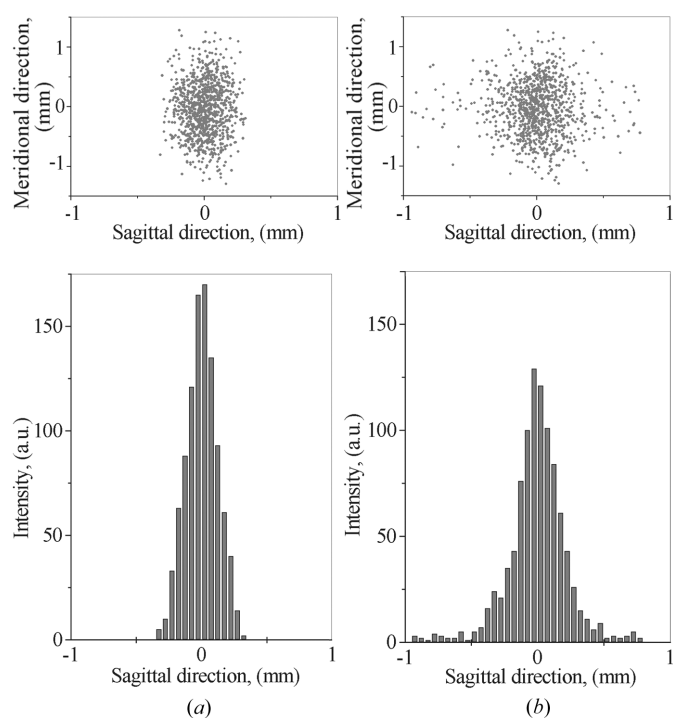 Meridional direction, (mm)
1
0
-1
-1
0
1
Sagittal direction, (mm)
Meridional direction, (mm)
1
0
-1
-1
0
1
Sagittal direction, (mm)
Intensity, (a.u.)
150
100
50
0
-1
0
1
Sagittal direction, (mm)
(a)
Intensity, (a.u.)
150
100
50
0
-1
0
1
Sagittal direction, (mm)
(b)